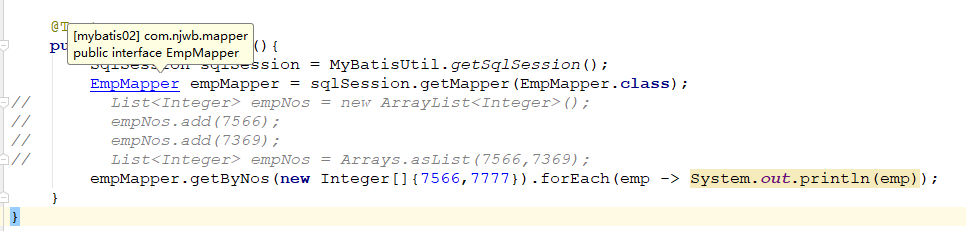 @T
[mybatis02] com.njwb.mapper
pu (){
public interface EmpMapper
SqlSession sqlSession = MyBatisUtil.getSqlSession();
EmpMapper empMapper = sqlSession.getMapper(EmpMapper.class);
// List<Integer> empNos = new ArrayList<Integer>();
// empNos.add(7566);
// empNos.add(7369);
// List<Integer> empNos = Arrays.asList(7566,7369);
empMapper.getByNos(new Integer[]{7566,7777}).forEach(emp -> System.out.println(emp));
}
}